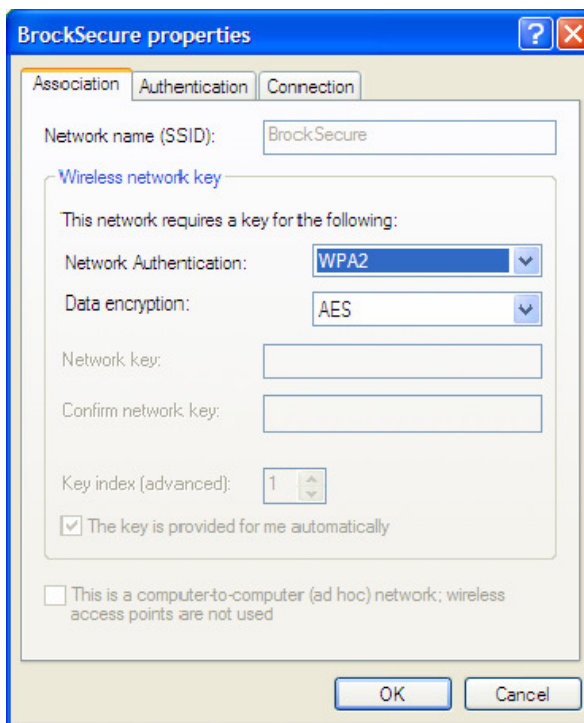 BrockSecure properties
Association Authentication Connection
Network name (SSID): BrockSecure
Wireless network key
This network requires a key for the following:
Network Authentication: WPA2
Data encryption: AES
Network key:
Confirm network key:
Key index (advanced): 1
The key is provided for me automatically
This is a computer-to-computer (ad hoc) network; wireless
access points are not used
OK Cancel